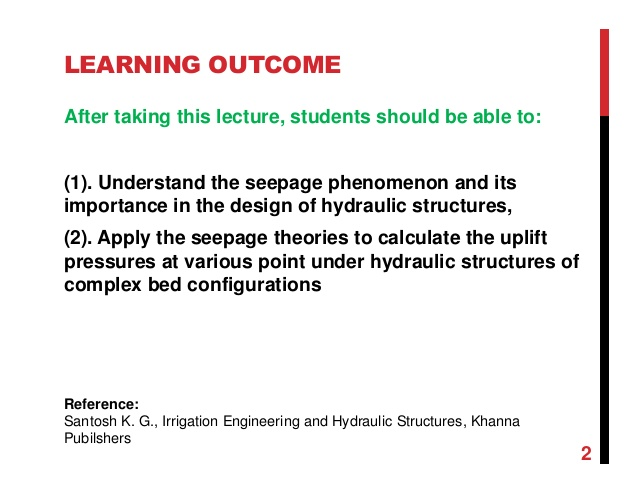 LEARNING OUTCOME
After taking this lecture, students should be able to:
(1). Understand the seepage phenomenon and its
importance in the design of hydraulic structures,
(2). Apply the seepage theories to calculate the uplift
pressures at various point under hydraulic structures of
complex bed configurations
Reference:
Santosh K. G., Irrigation Engineering and Hydraulic Structures, Khanna
Pubilshers
2